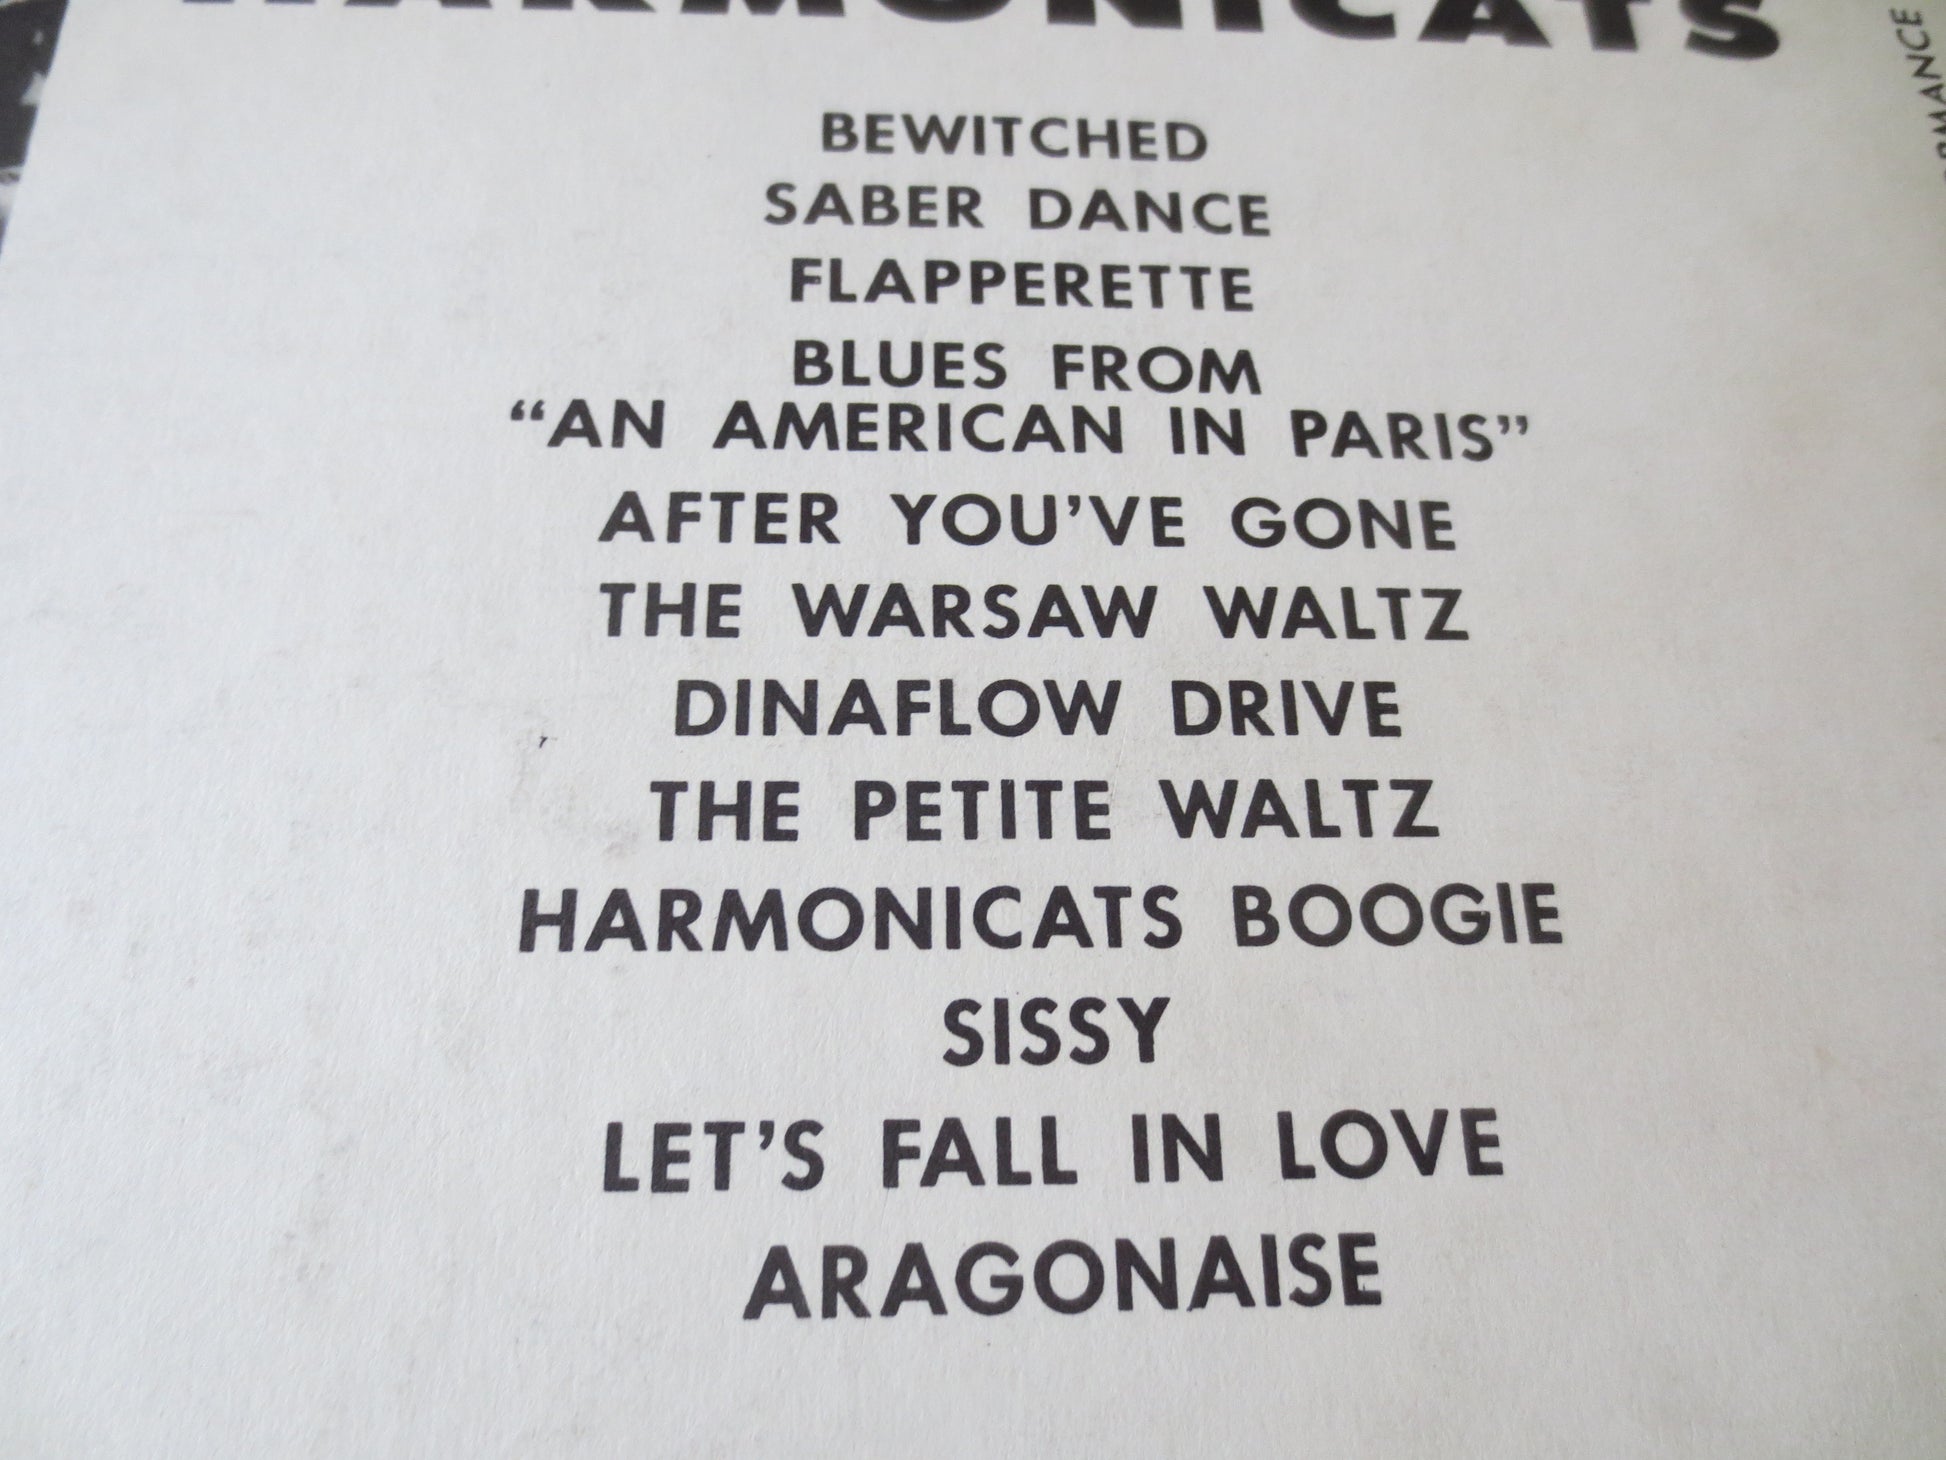 HARMONICATS
BEWITCHED
SABER DANCE
FLAPPERETTE
BLUES FROM
“AN AMERICAN IN PARIS”
AFTER YOU’VE GONE
THE WARSAW WALTZ
DINAFLOW DRIVE
THE PETITE WALTZ
HARMONICATS BOOGIE
SISSY
LET’S FALL IN LOVE
ARAGONAISE